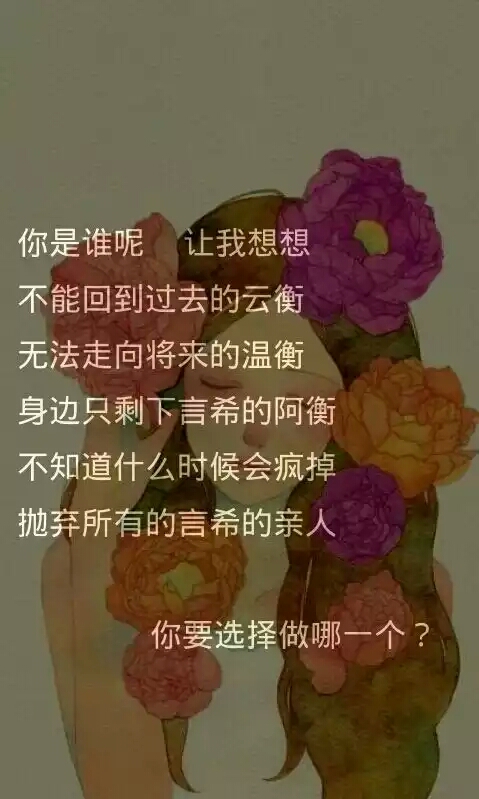 你是谁呢 让我想想
不能回到过去的云衡
无法走向将来的温衡
身边只剩下言希的阿衡
不知道什么时候会疯掉
抛弃所有的言希的亲人
你要选择做哪一个？